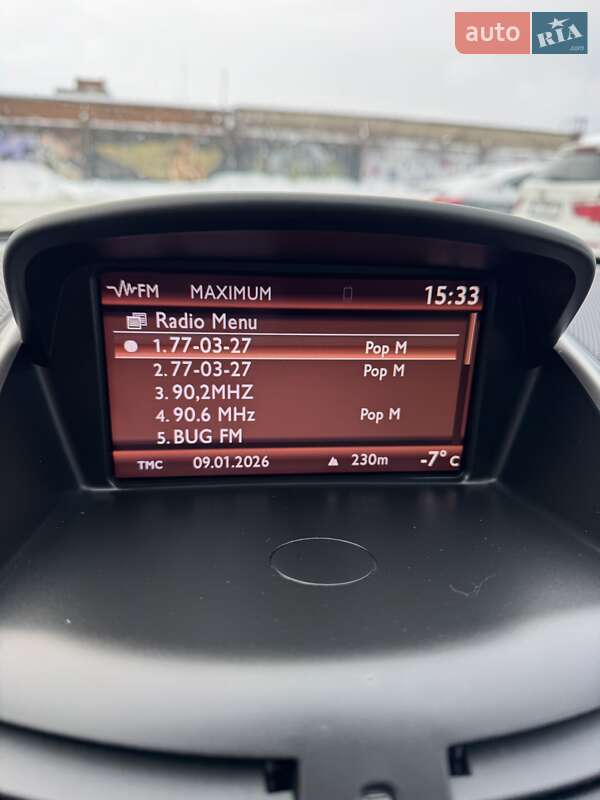 auto RIA .com
FM MAXIMUM 15:33
Radio Menu
1. 77-03-27 Pop M
2. 77-03-27 Pop M
3. 90,2MHZ
4. 90.6 MHz Pop M
5. BUG FM
TMC 09.01.2026 230m -7°C